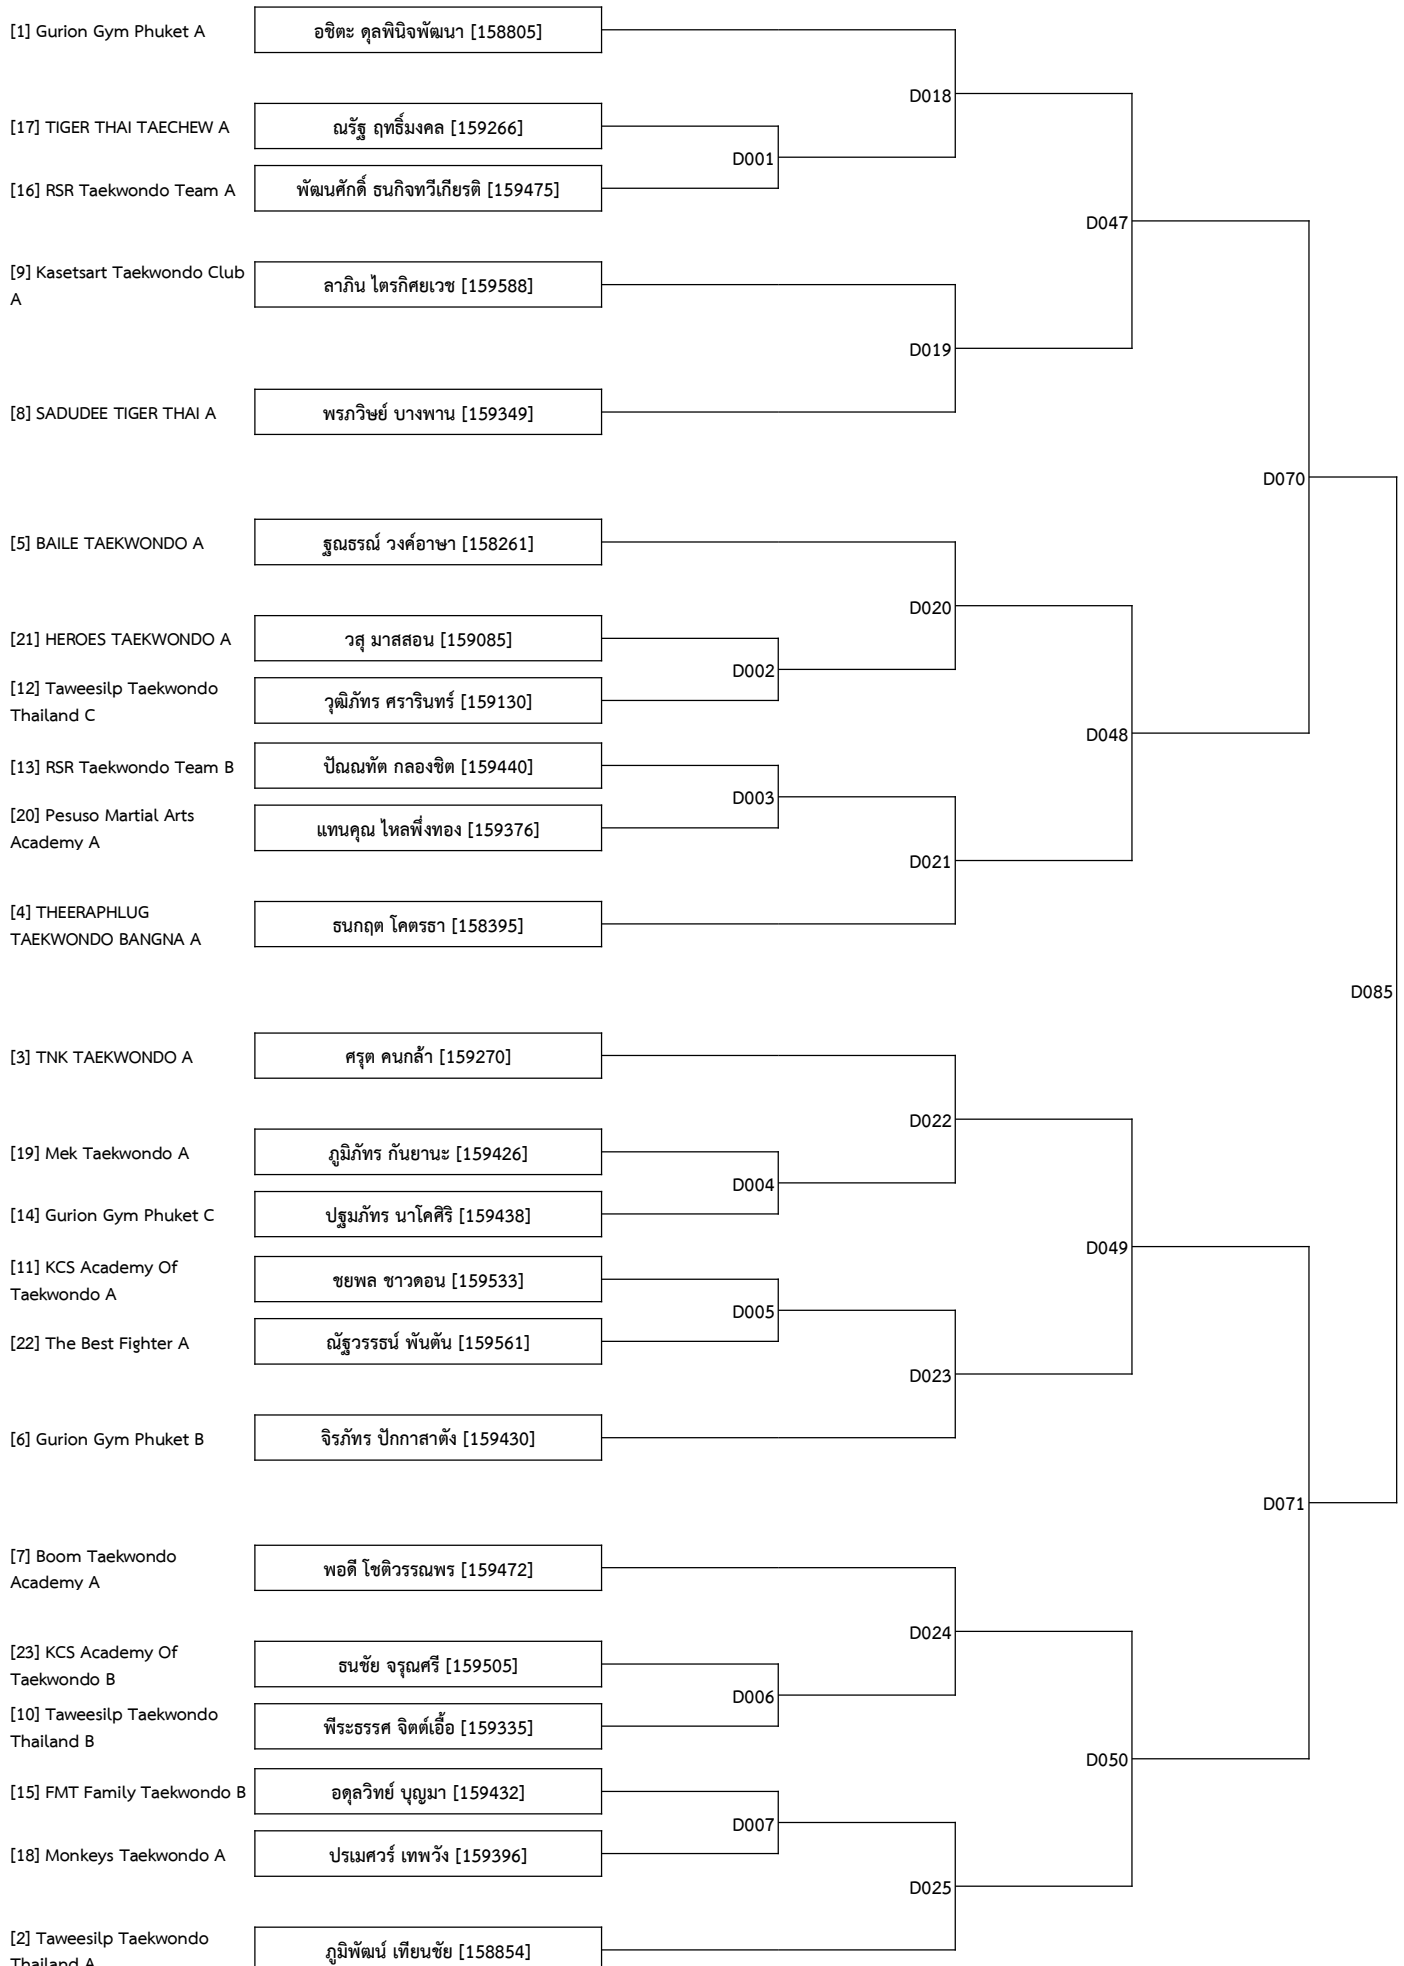 [1] Gurion Gym Phuket A
อชิตะ ดุลพินิจพัฒนา [158805]
D018
[17] TIGER THAI TAECHEW A
ณรัฐ ฤทธิ์มงคล [159266]
D001
[16] RSR Taekwondo Team A
พัฒนศักดิ์ ธนกิจทวีเกียรติ [159475]
D047
[9] Kasetsart Taekwondo Club
A
ลาภิน ไตรกิศยเวช [159588]
D019
[8] SADUDEE TIGER THAI A
พรภวิษย์ บางพาน [159349]
D070
[5] BAILE TAEKWONDO A
ฐณธรณ์ วงค์อาษา [158261]
D020
[21] HEROES TAEKWONDO A
วสุ มาสสอน [159085]
D002
[12] Taweesilp Taekwondo
Thailand C
วุฒิภัทร ศรารินทร์ [159130]
D048
[13] RSR Taekwondo Team B
ปัณณทัต กลองชิต [159440]
D003
[20] Pesuso Martial Arts
Academy A
แทนคุณ ไหลพึ่งทอง [159376]
D021
[4] THEERAPHLUG
TAEKWONDO BANGNA A
ธนกฤต โคตรธา [158395]
D085
[3] TNK TAEKWONDO A
ศรุต คนกล้า [159270]
D022
[19] Mek Taekwondo A
ภูมิภัทร กันยานะ [159426]
D004
[14] Gurion Gym Phuket C
ปฐมภัทร นาโคศิริ [159438]
D049
[11] KCS Academy Of
Taekwondo A
ชยพล ชาวดอน [159533]
D005
[22] The Best Fighter A
ณัฐวรรธน์ พันตัน [159561]
D023
[6] Gurion Gym Phuket B
จิรภัทร ปักกาสาตัง [159430]
D071
[7] Boom Taekwondo
Academy A
พอดี โชติวรรณพร [159472]
D024
[23] KCS Academy Of
Taekwondo B
ธนชัย จรุณศรี [159505]
D006
[10] Taweesilp Taekwondo
Thailand B
พีระธรรศ จิตต์เอื้อ [159335]
D050
[15] FMT Family Taekwondo B
อดุลวิทย์ บุญมา [159432]
D007
[18] Monkeys Taekwondo A
ปรเมศวร์ เทพวัง [159396]
D025
[2] Taweesilp Taekwondo
Thailand A
ภูมิพัฒน์ เทียนชัย [158854]